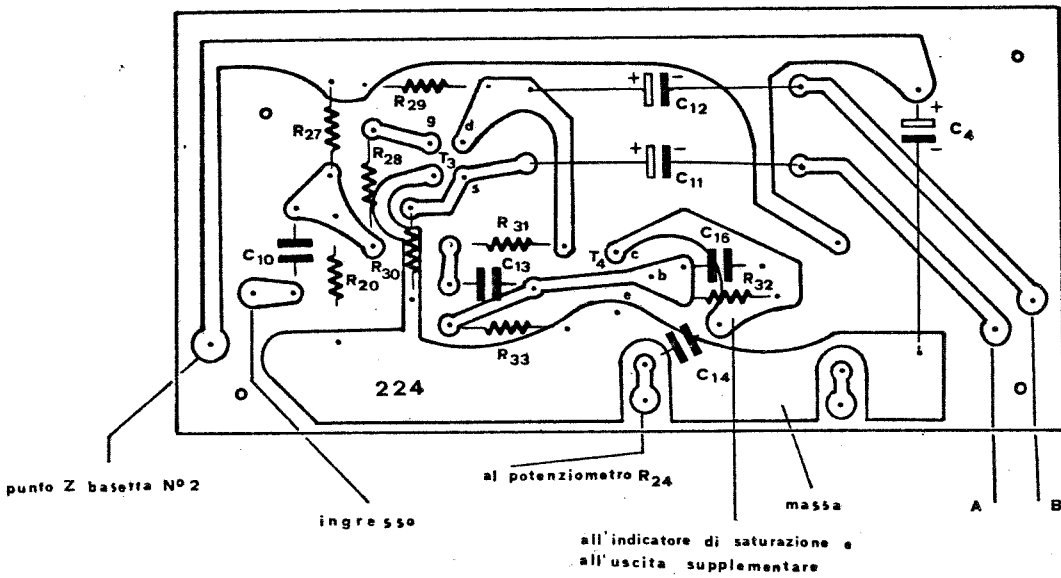 + - C12
+ C4 -
R29
R27
g d
R28
T3
+ - C11
s
R31
C16
T4 c
C10
C13
b
R30
R20
R32
e
R33
C14
224
punto Z basetta Nº 2
al potenziometro R24
ingresso
massa
A B
all'indicatore di saturazione e
all'uscita supplementare